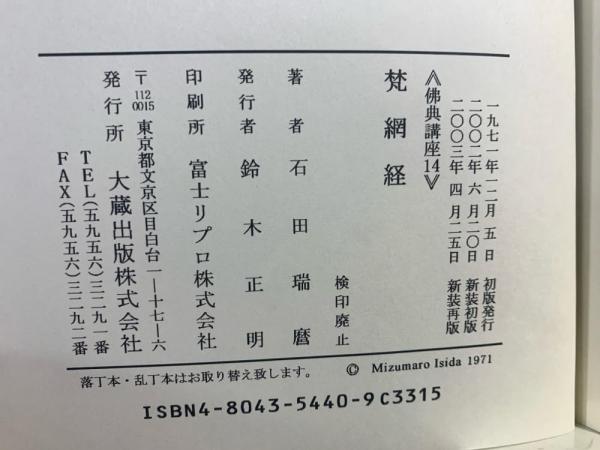 一九七一年一二月 五 日 初版発行
二〇〇二年 六 月二〇日 新装初版
二〇〇三年 四 月二五日 新装再版
《佛典講座14》
梵網経
検印廃止
著者 石田瑞麿
発行者 鈴木正明
印刷所 富士リプロ株式会社
〒112-0015 東京都文京区目白台一―一七―六
発行所 大蔵出版株式会社
TEL(五九五六)三二九一番
FAX(五九五六)三二九二番
落丁本・乱丁本はお取り替え致します。 © Mizumaro Isida 1971
ISBN4-8043-5440-9 C3315